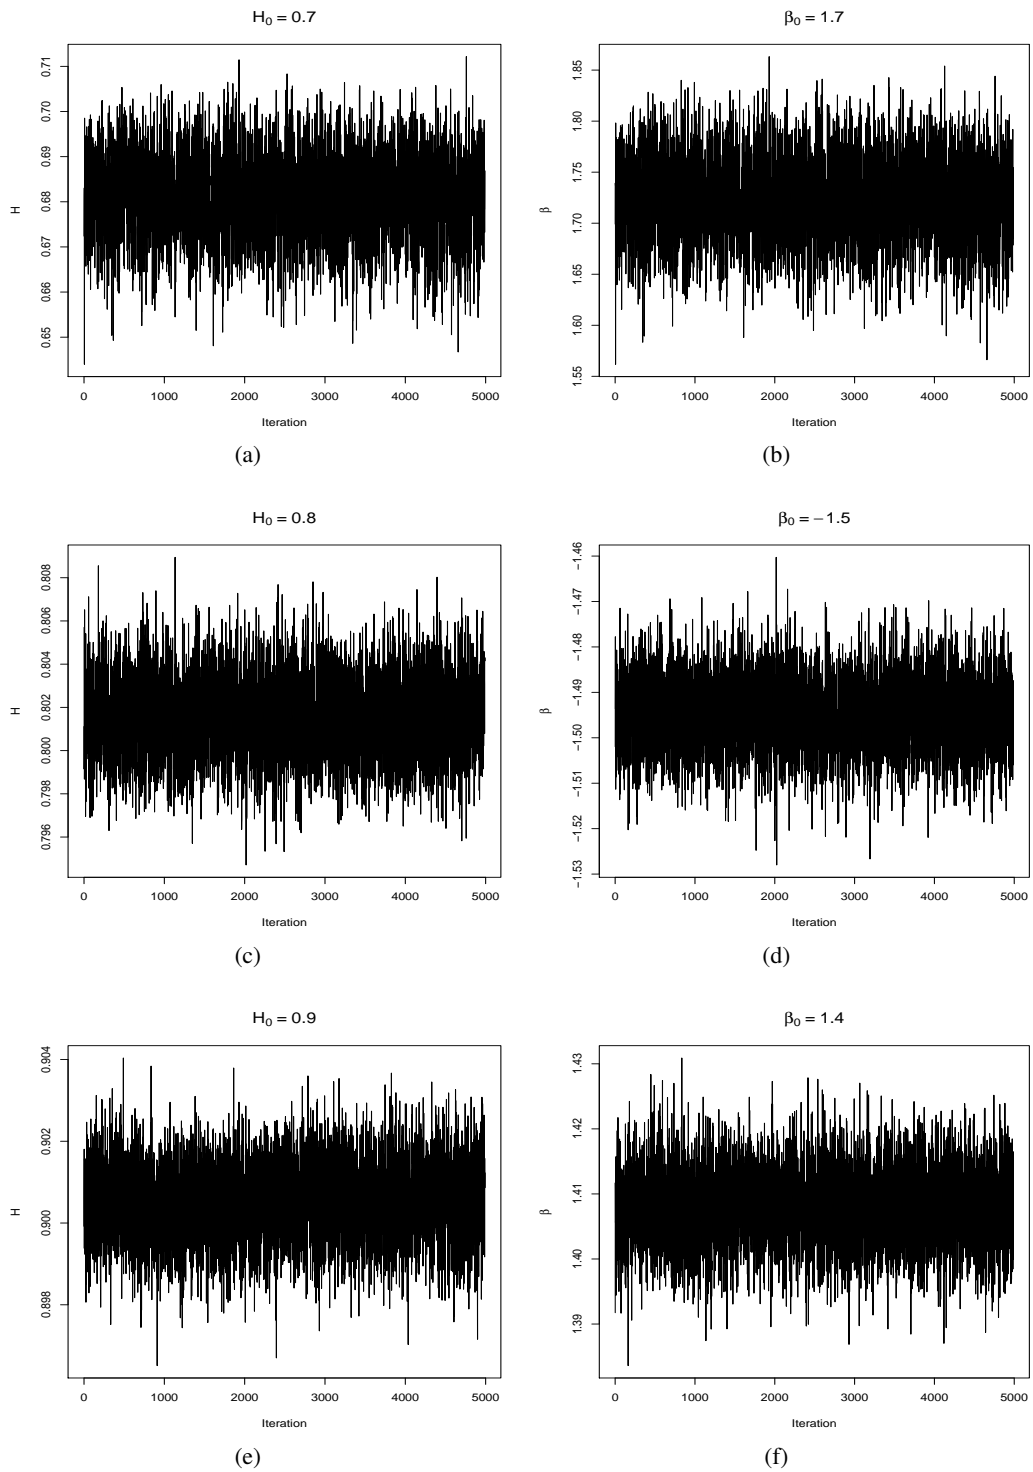 H₀ = 0.7
β₀ = 1.7
0.71
0.70
0.69
0.68
0.67
0.66
0.65
H
0 1000 2000 3000 4000 5000
Iteration
(a)
1.85
1.80
1.75
1.70
1.65
1.60
1.55
β
0 1000 2000 3000 4000 5000
Iteration
(b)
H₀ = 0.8
β₀ = −1.5
0.808
0.806
0.804
0.802
0.800
0.798
0.796
H
0 1000 2000 3000 4000 5000
Iteration
(c)
−1.46
−1.47
−1.48
−1.49
−1.50
−1.51
−1.52
−1.53
β
0 1000 2000 3000 4000 5000
Iteration
(d)
H₀ = 0.9
β₀ = 1.4
0.904
0.902
0.900
0.898
H
0 1000 2000 3000 4000 5000
Iteration
(e)
1.43
1.42
1.41
1.40
1.39
β
0 1000 2000 3000 4000 5000
Iteration
(f)